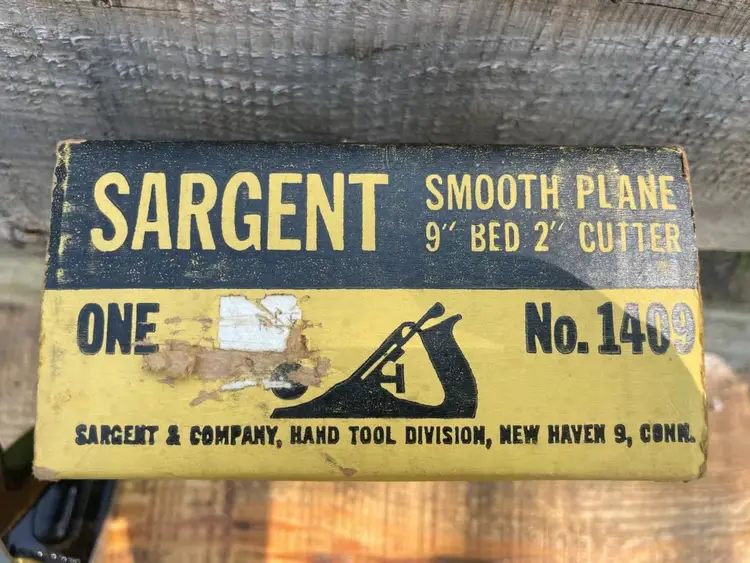 SARGENT
SMOOTH PLANE
9" BED 2" CUTTER
ONE
No. 1409
SARGENT & COMPANY, HAND TOOL DIVISION, NEW HAVEN 9, CONN.